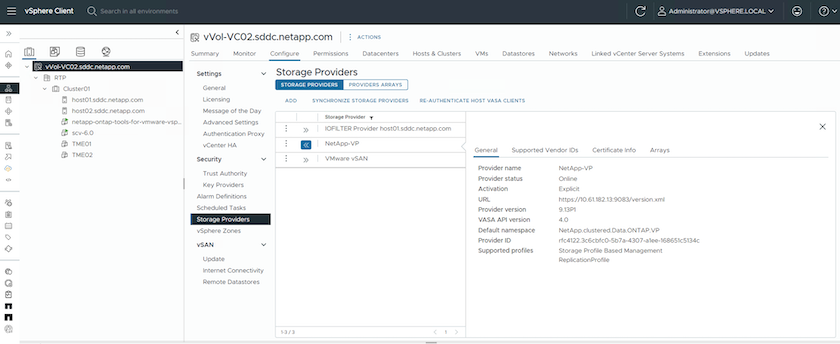 vSphere Client
Search in all environments
Administrator@VSPHERE.LOCAL
vVol-VC02.sddc.netapp.com
RTP
Cluster01
host01.sddc.netapp.com
host02.sddc.netapp.com
netapp-ontap-tools-for-vmware-vsp...
scv-6.0
TME01
TME02
vVol-VC02.sddc.netapp.com
ACTIONS
Summary Monitor Configure Permissions Datacenters Hosts & Clusters VMs Datastores Networks Linked vCenter Server Systems Extensions Updates
Settings
General
Licensing
Message of the Day
Advanced Settings
Authentication Proxy
vCenter HA
Security
Trust Authority
Key Providers
Alarm Definitions
Scheduled Tasks
Storage Providers
vSphere Zones
vSAN
Update
Internet Connectivity
Remote Datastores
Storage Providers
STORAGE PROVIDERS PROVIDERS ARRAYS
ADD SYNCHRONIZE STORAGE PROVIDERS RE-AUTHENTICATE HOST VASA CLIENTS
Storage Provider
IOFILTER Provider host01.sddc.netapp.com
NetApp-VP
VMware vSAN
1-3 / 3
1
General Supported Vendor IDs Certificate Info Arrays
Provider name NetApp-VP
Provider status Online
Activation Explicit
URL https://10.61.182.13:9083/version.xml
Provider version 9.13P1
VASA API version 4.0
Default namespace NetApp.clustered.Data.ONTAP.VP
Provider ID rfc4122.3c6cbfc0-5b7a-4307-a1ee-168651c5134c
Supported profiles Storage Profile Based Management
ReplicationProfile